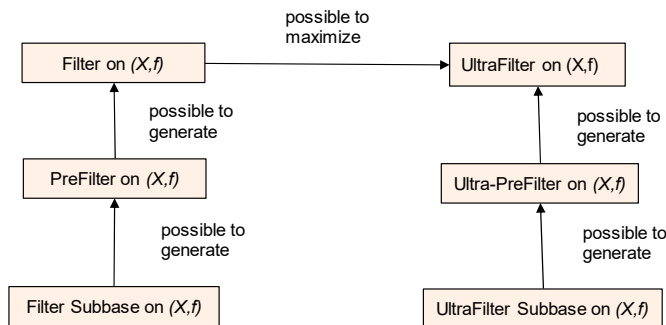 possible to
maximize
Filter on (X,f)
UltraFilter on (X,f)
possible to
generate
possible to
generate
PreFilter on (X,f)
Ultra-PreFilter on (X,f)
possible to
generate
possible to
generate
Filter Subbase on (X,f)
UltraFilter Subbase on (X,f)